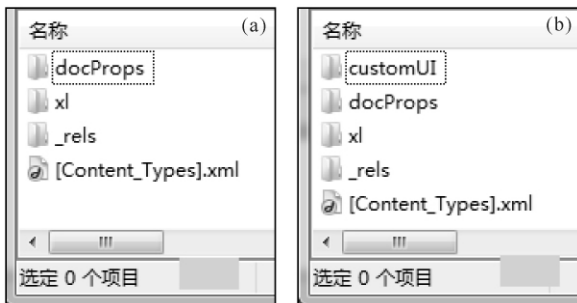 名称 (a)
docProps
xl
_rels
[Content_Types].xml
选定 0 个项目
名称 (b)
customUI
docProps
xl
_rels
[Content_Types].xml
选定 0 个项目